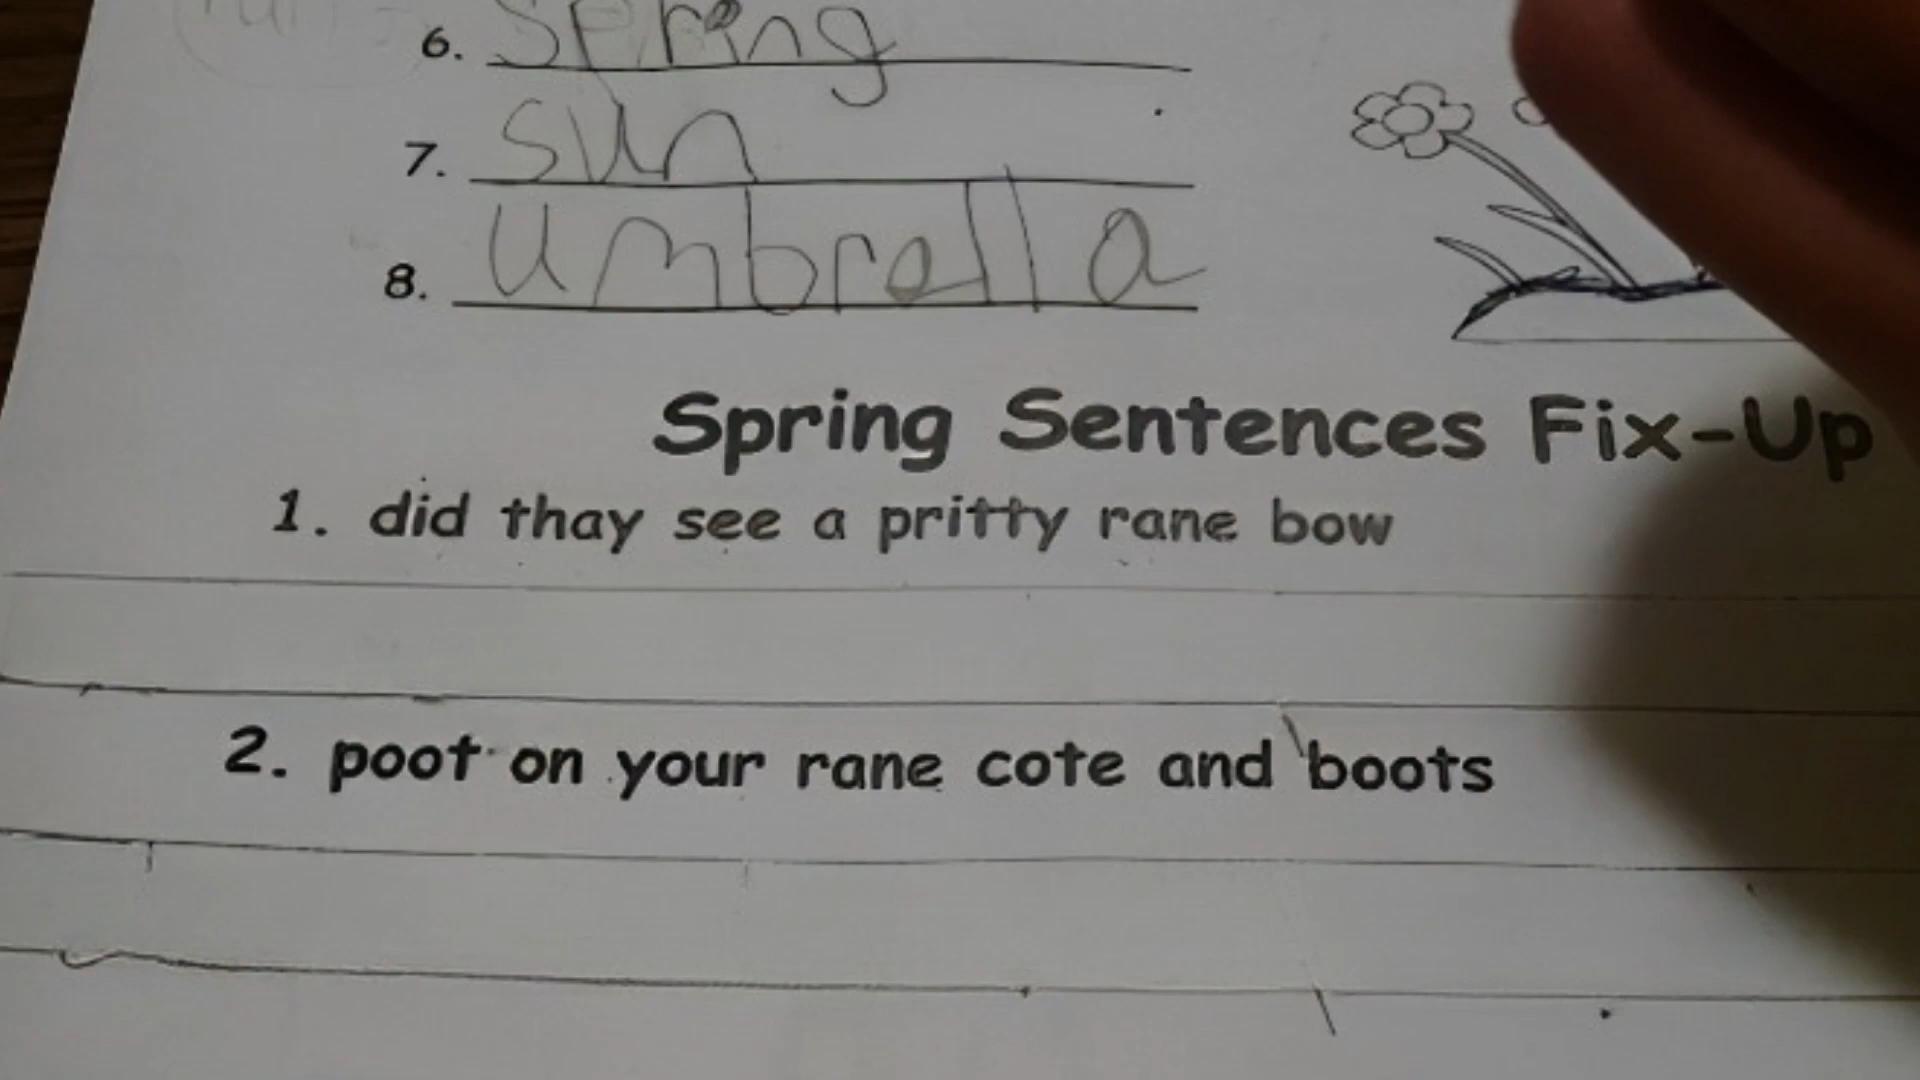 6. Spring
7. sun
8. umbrella
Spring Sentences Fix-Up
1. did thay see a pritty rane bow
2. poot on your rane cote and boots